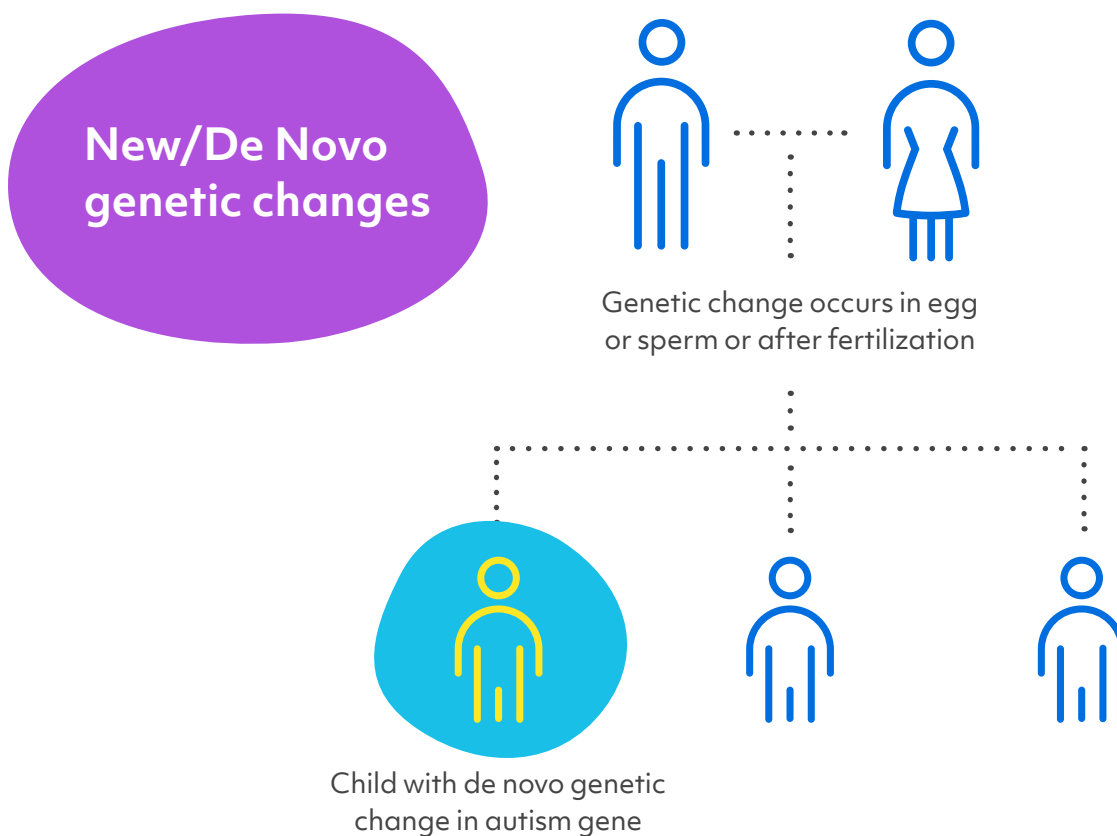 New/De Novo
genetic changes
Genetic change occurs in egg
or sperm or after fertilization
Child with de novo genetic
change in autism gene